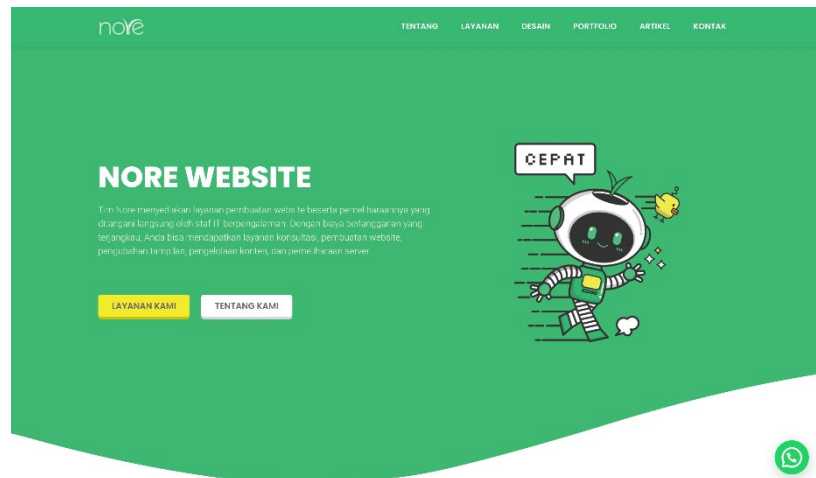 nore
TENTANG LAYANAN DESAIN PORTFOLIO ARTIKEL KONTAK
CEPAT
NORE WEBSITE
Tim Nore menyediakan layanan pembuatan website beserta pemeliharaannya yang
ditangani langsung oleh staf IT berpengalaman. Dengan biaya berlangganan yang
terjangkau, Anda bisa mendapatkan layanan konsultasi, pembuatan website,
pengubahan tampilan, pengelolaan konten, dan pemeliharaan server.
LAYANAN KAMI TENTANG KAMI